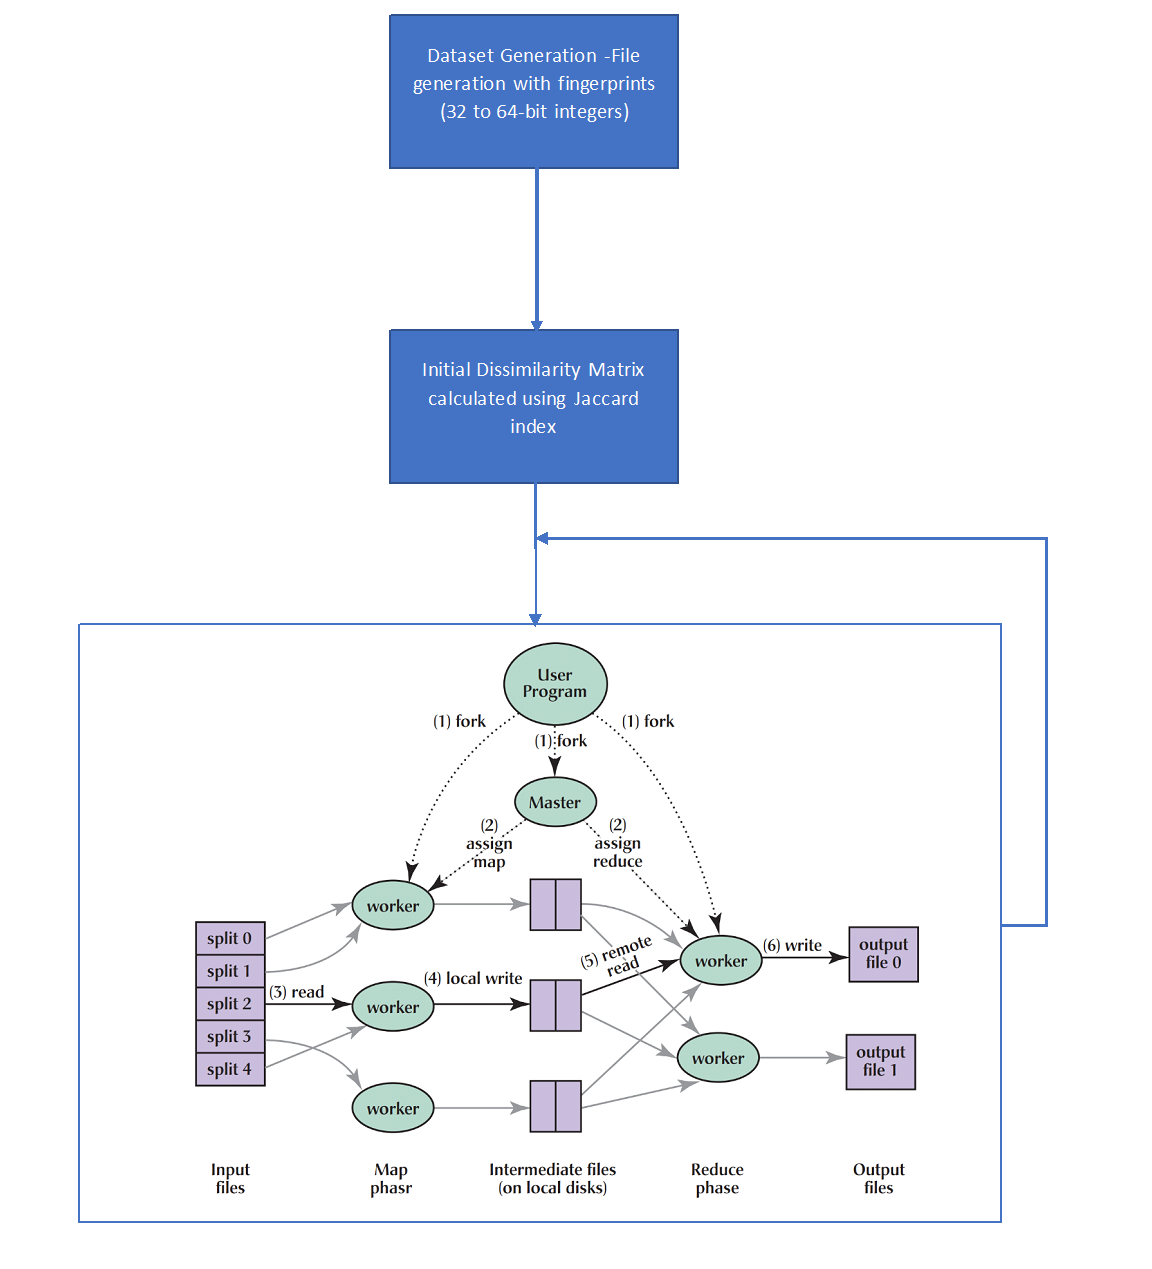 Dataset Generation -File
generation with fingerprints
(32 to 64-bit integers)
Initial Dissimilarity Matrix
calculated using Jaccard
index
User
Program
(1) fork
(1) fork
(1) fork
Master
(2)
assign
map
(2)
assign
reduce
worker
split 0
split 1
split 2
split 3
split 4
(3) read
worker
(4) local write
worker
(5) remote
read
worker
(6) write
output
file 0
worker
output
file 1
Input
files
Map
phasr
Intermediate files
(on local disks)
Reduce
phase
Output
files